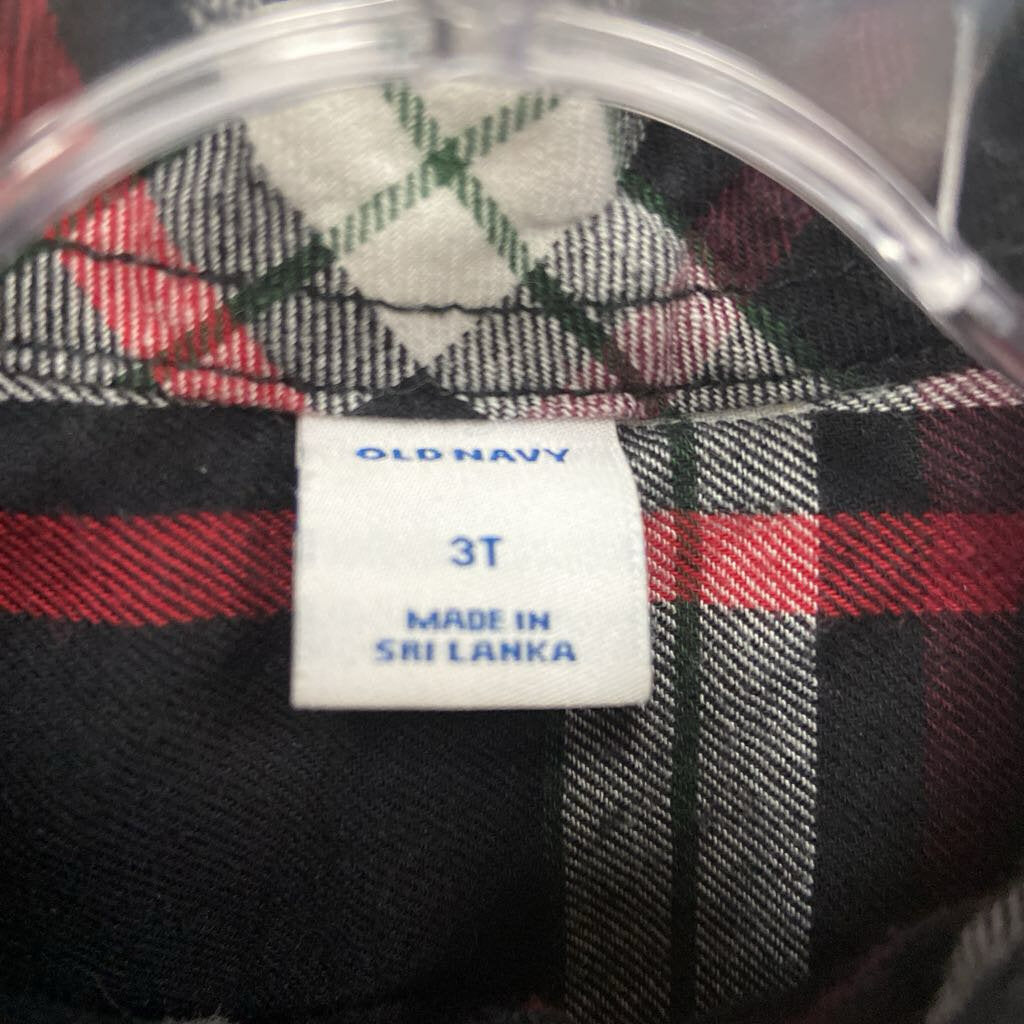 OLD NAVY
3T
MADE IN
SRI LANKA